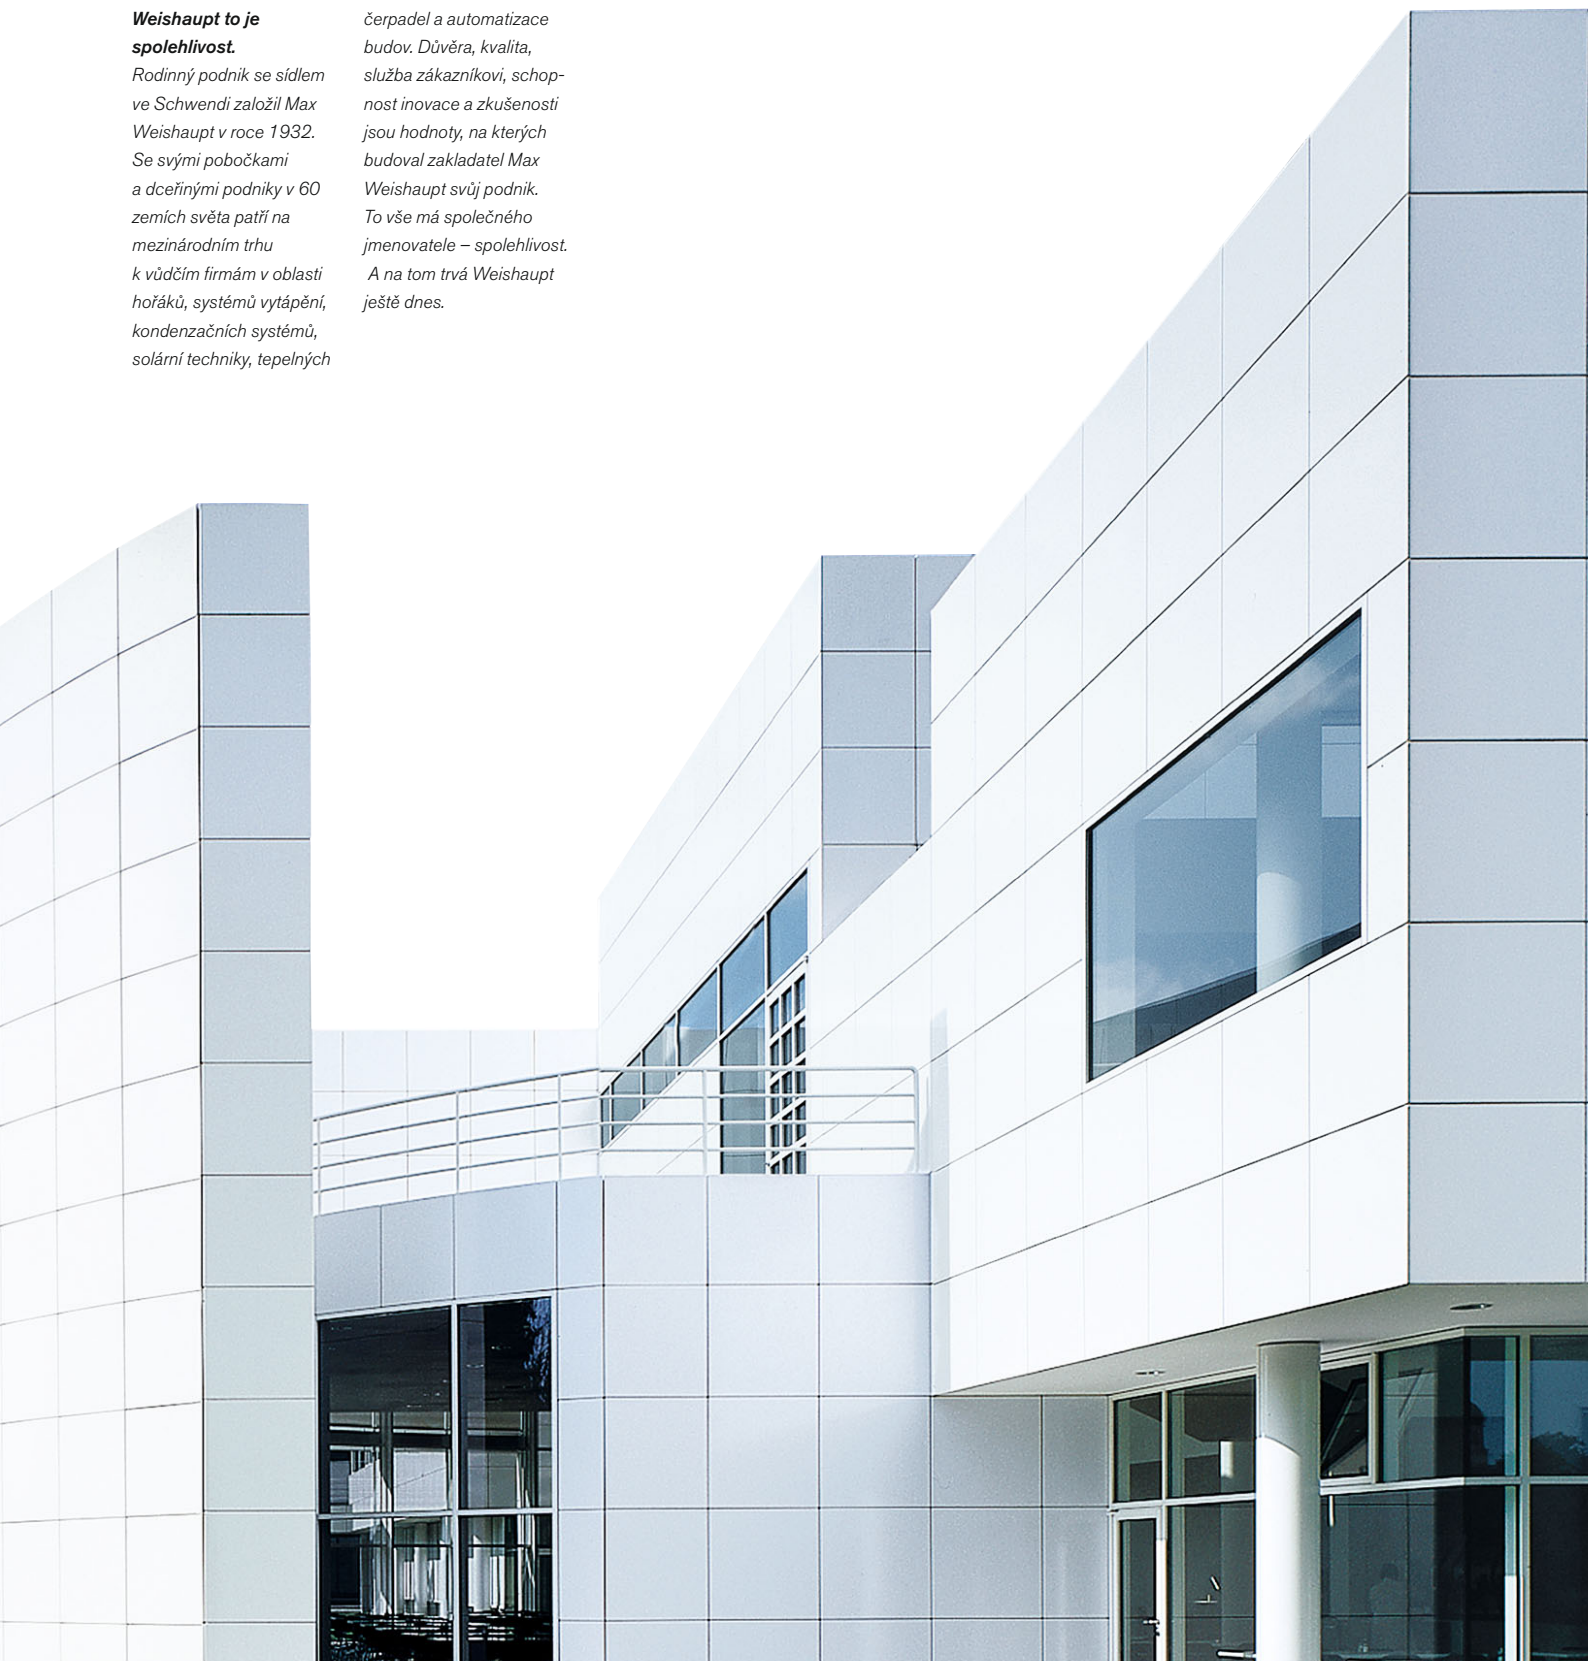 Weishaupt to je
spolehlivost.
Rodinný podnik se sídlem
ve Schwendi založil Max
Weishaupt v roce 1932.
Se svými pobočkami
a dceřinými podniky v 60
zemích světa patří na
mezinárodním trhu
k vůdčím firmám v oblasti
hořáků, systémů vytápění,
kondenzačních systémů,
solární techniky, tepelných
čerpadel a automatizace
budov. Důvěra, kvalita,
služba zákazníkovi, schop-
nost inovace a zkušenosti
jsou hodnoty, na kterých
budoval zakladatel Max
Weishaupt svůj podnik.
To vše má společného
jmenovatele – spolehlivost.
A na tom trvá Weishaupt
ještě dnes.